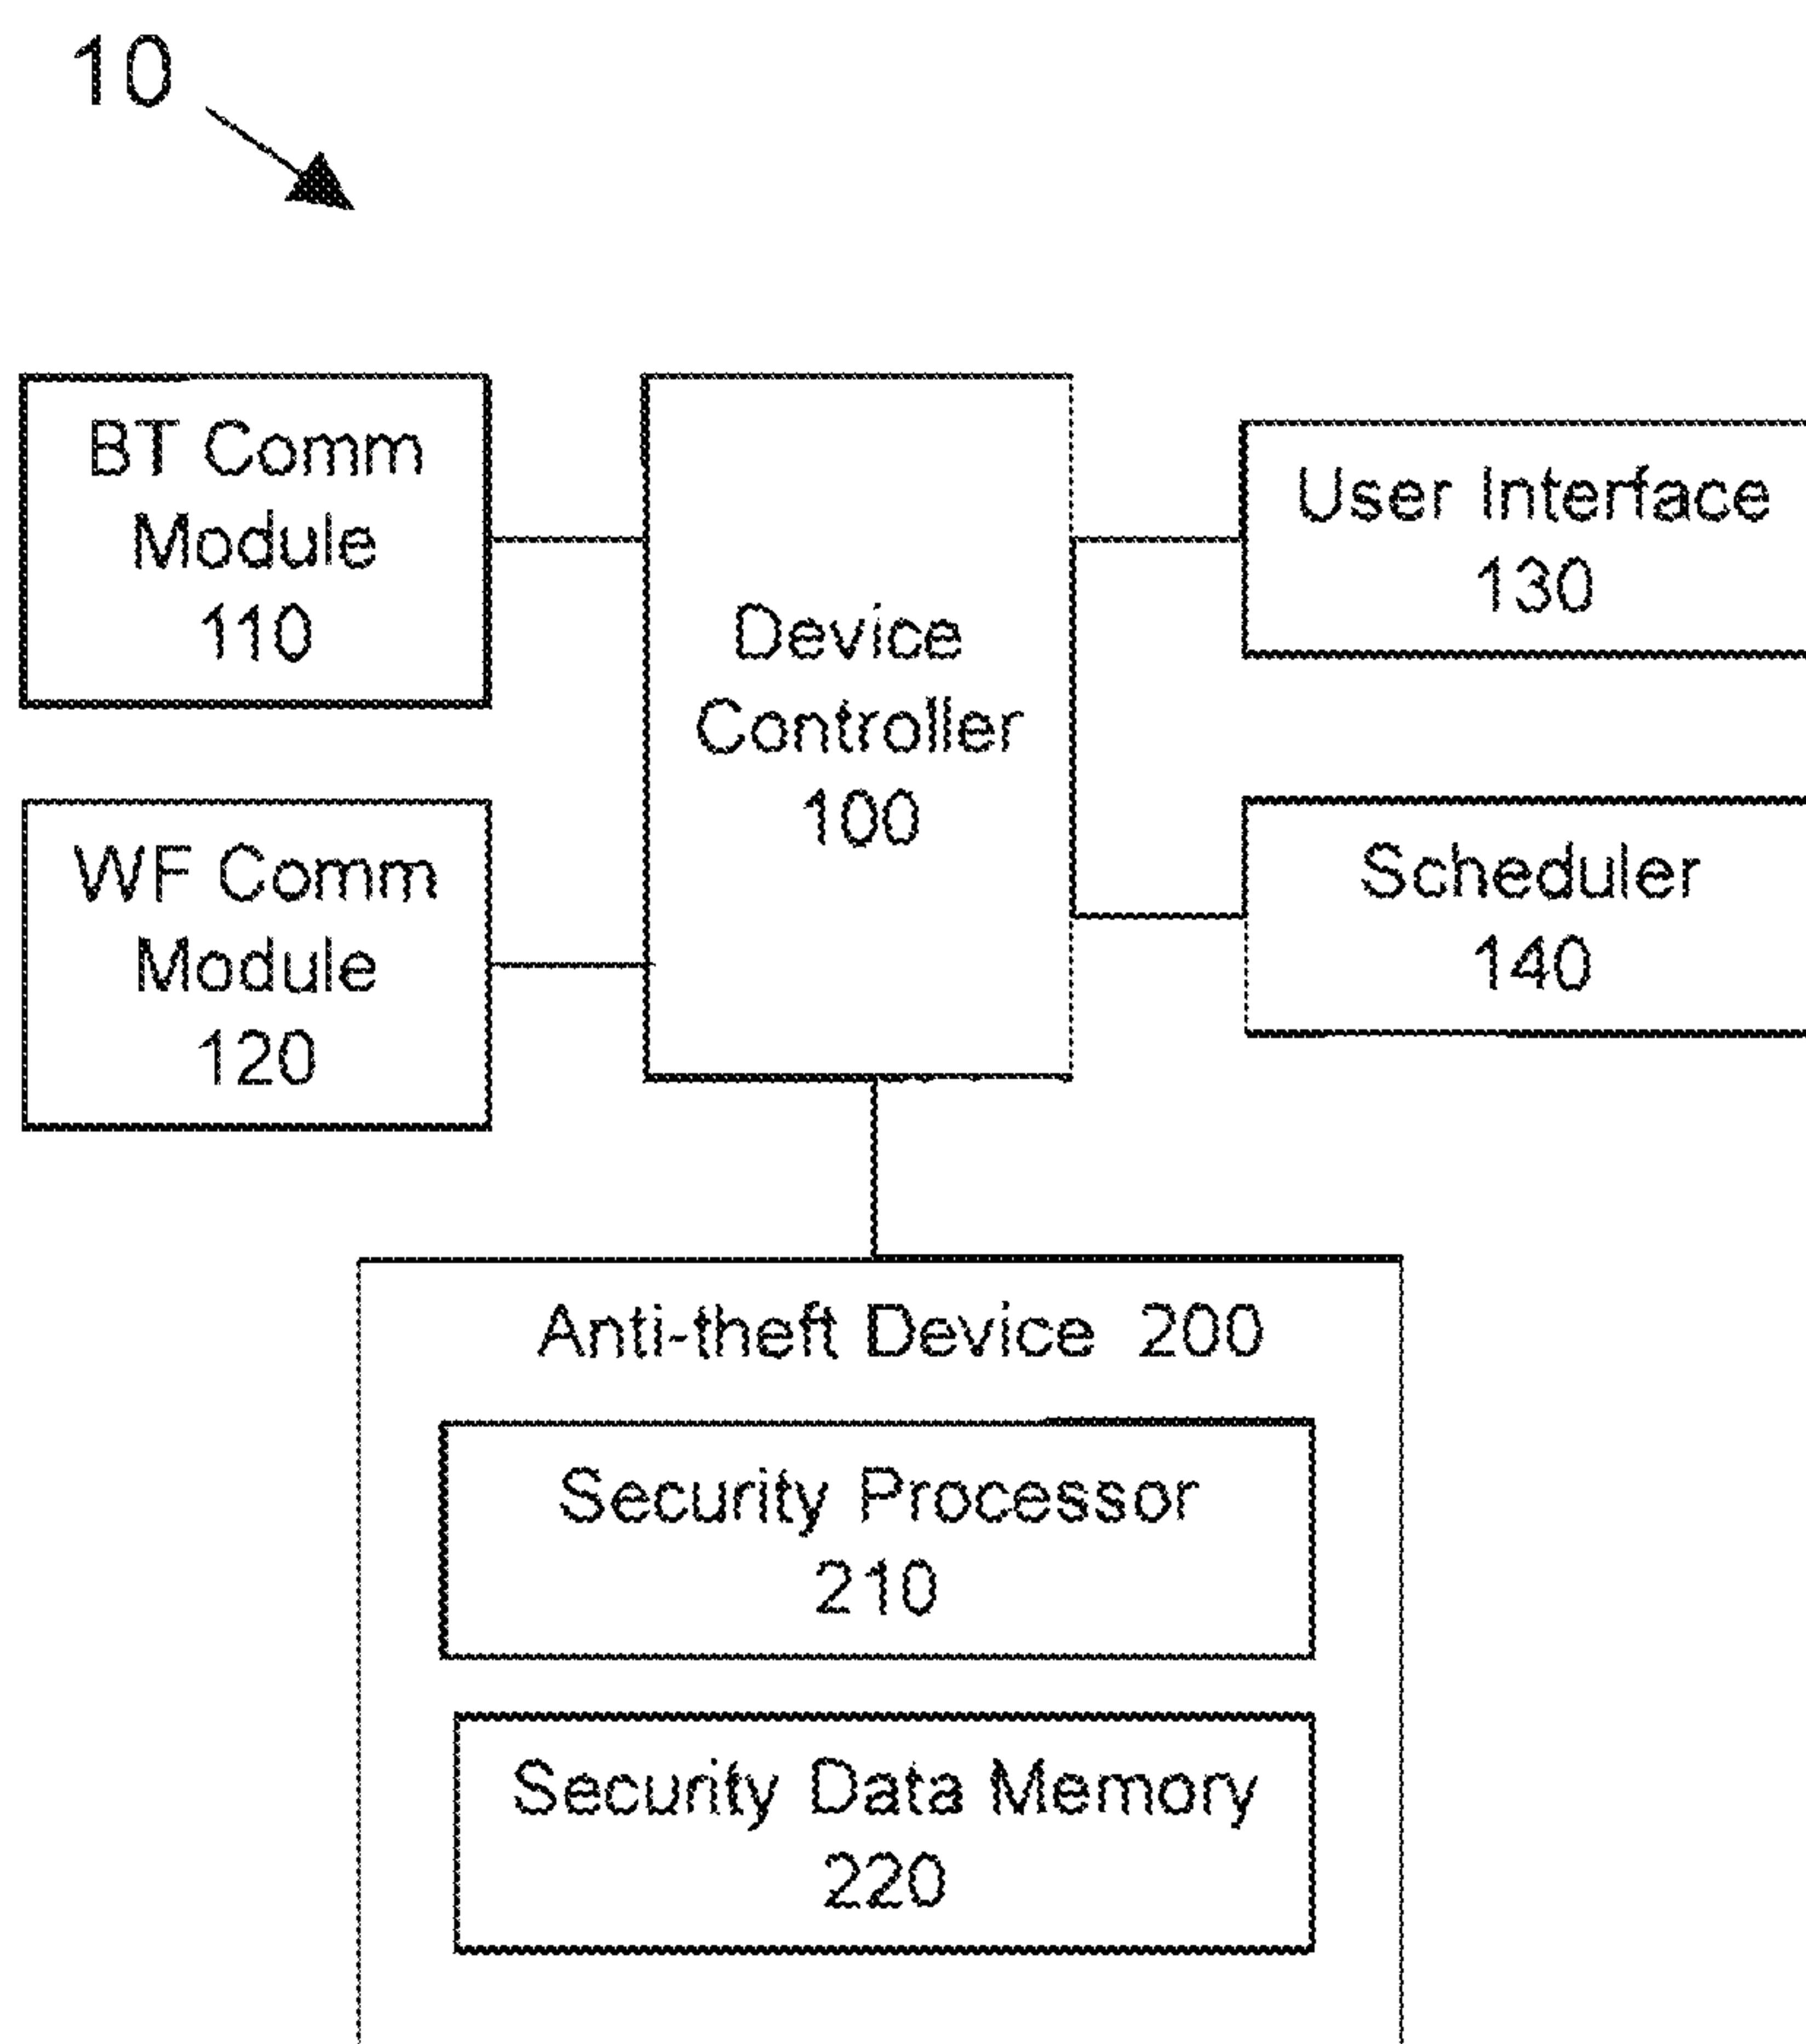 10
BT Comm
Module
110
WF Comm
Module
120
Device
Controller
100
User Interface
130
Scheduler
140
Anti-theft Device 200
Security Processor
210
Security Data Memory
220